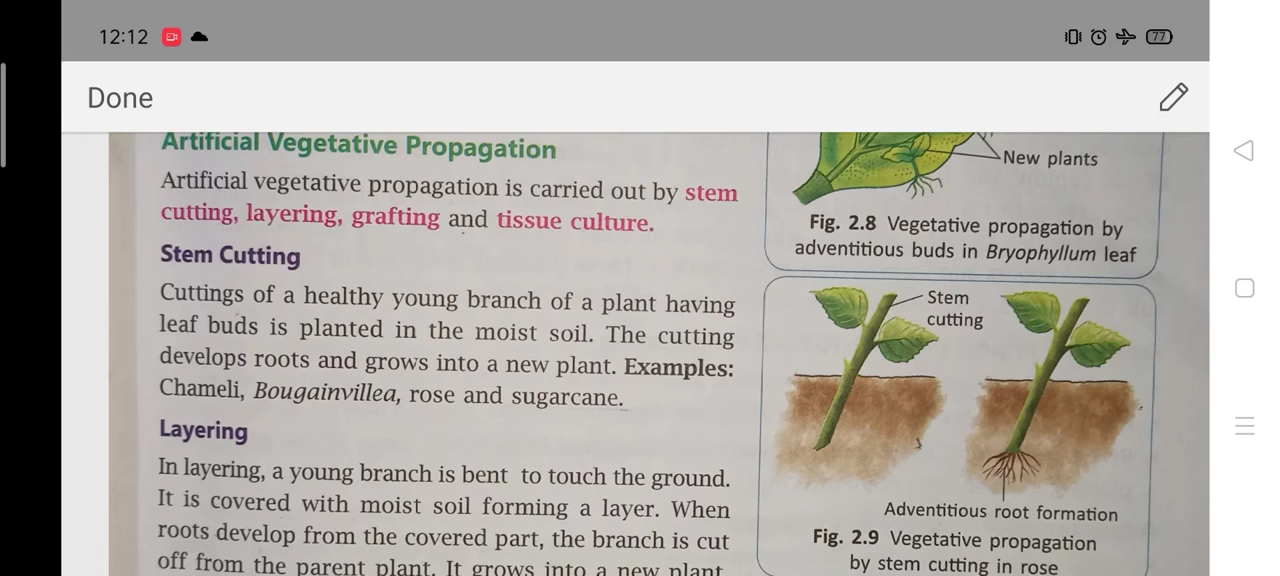 12:12
77
Done
Artificial Vegetative Propagation
Artificial vegetative propagation is carried out by stem
cutting, layering, grafting and tissue culture.
Stem Cutting
Cuttings of a healthy young branch of a plant having
leaf buds is planted in the moist soil. The cutting
develops roots and grows into a new plant. Examples:
Chameli, Bougainvillea, rose and sugarcane.
Layering
In layering, a young branch is bent to touch the ground.
It is covered with moist soil forming a layer. When
roots develop from the covered part, the branch is cut
off from the parent plant. It grows into a new plant.
New plants
Fig. 2.8 Vegetative propagation by
adventitious buds in Bryophyllum leaf
Stem
cutting
Adventitious root formation
Fig. 2.9 Vegetative propagation
by stem cutting in rose